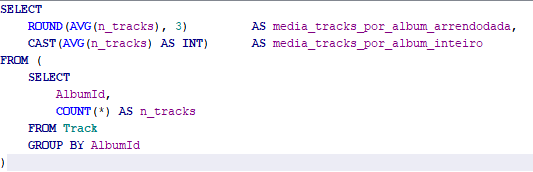 SELECT
ROUND(AVG(n_tracks), 3) AS media_tracks_por_album_arrendodada,
CAST(AVG(n_tracks) AS INT) AS media_tracks_por_album_inteiro
FROM (
SELECT
AlbumId,
COUNT(*) AS n_tracks
FROM Track
GROUP BY AlbumId
)